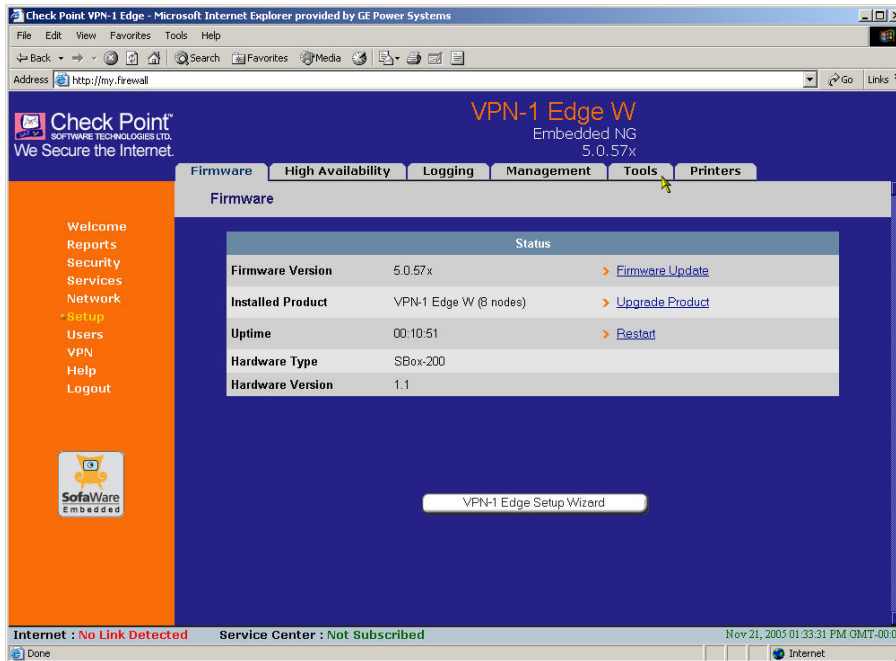 Check Point VPN-1 Edge - Microsoft Internet Explorer provided by GE Power Systems
File Edit View Favorites Tools Help
Back Search Favorites Media
Address http://my.firewall Go Links
Check Point
SOFTWARE TECHNOLOGIES LTD.
We Secure the Internet.
VPN-1 Edge W
Embedded NG
5.0.57x
Firmware High Availability Logging Management Tools Printers
Firmware
Welcome
Reports
Security
Services
Network
Setup
Users
VPN
Help
Logout
Status
Firmware Version 5.0.57x Firmware Update
Installed Product VPN-1 Edge W (8 nodes) Upgrade Product
Uptime 00:10:51 Restart
Hardware Type SBox-200
Hardware Version 1.1
SofaWare
Embedded
VPN-1 Edge Setup Wizard
Internet : No Link Detected Service Center : Not Subscribed Nov 21, 2005 01:33:31 PM GMT-00:0
Done Internet